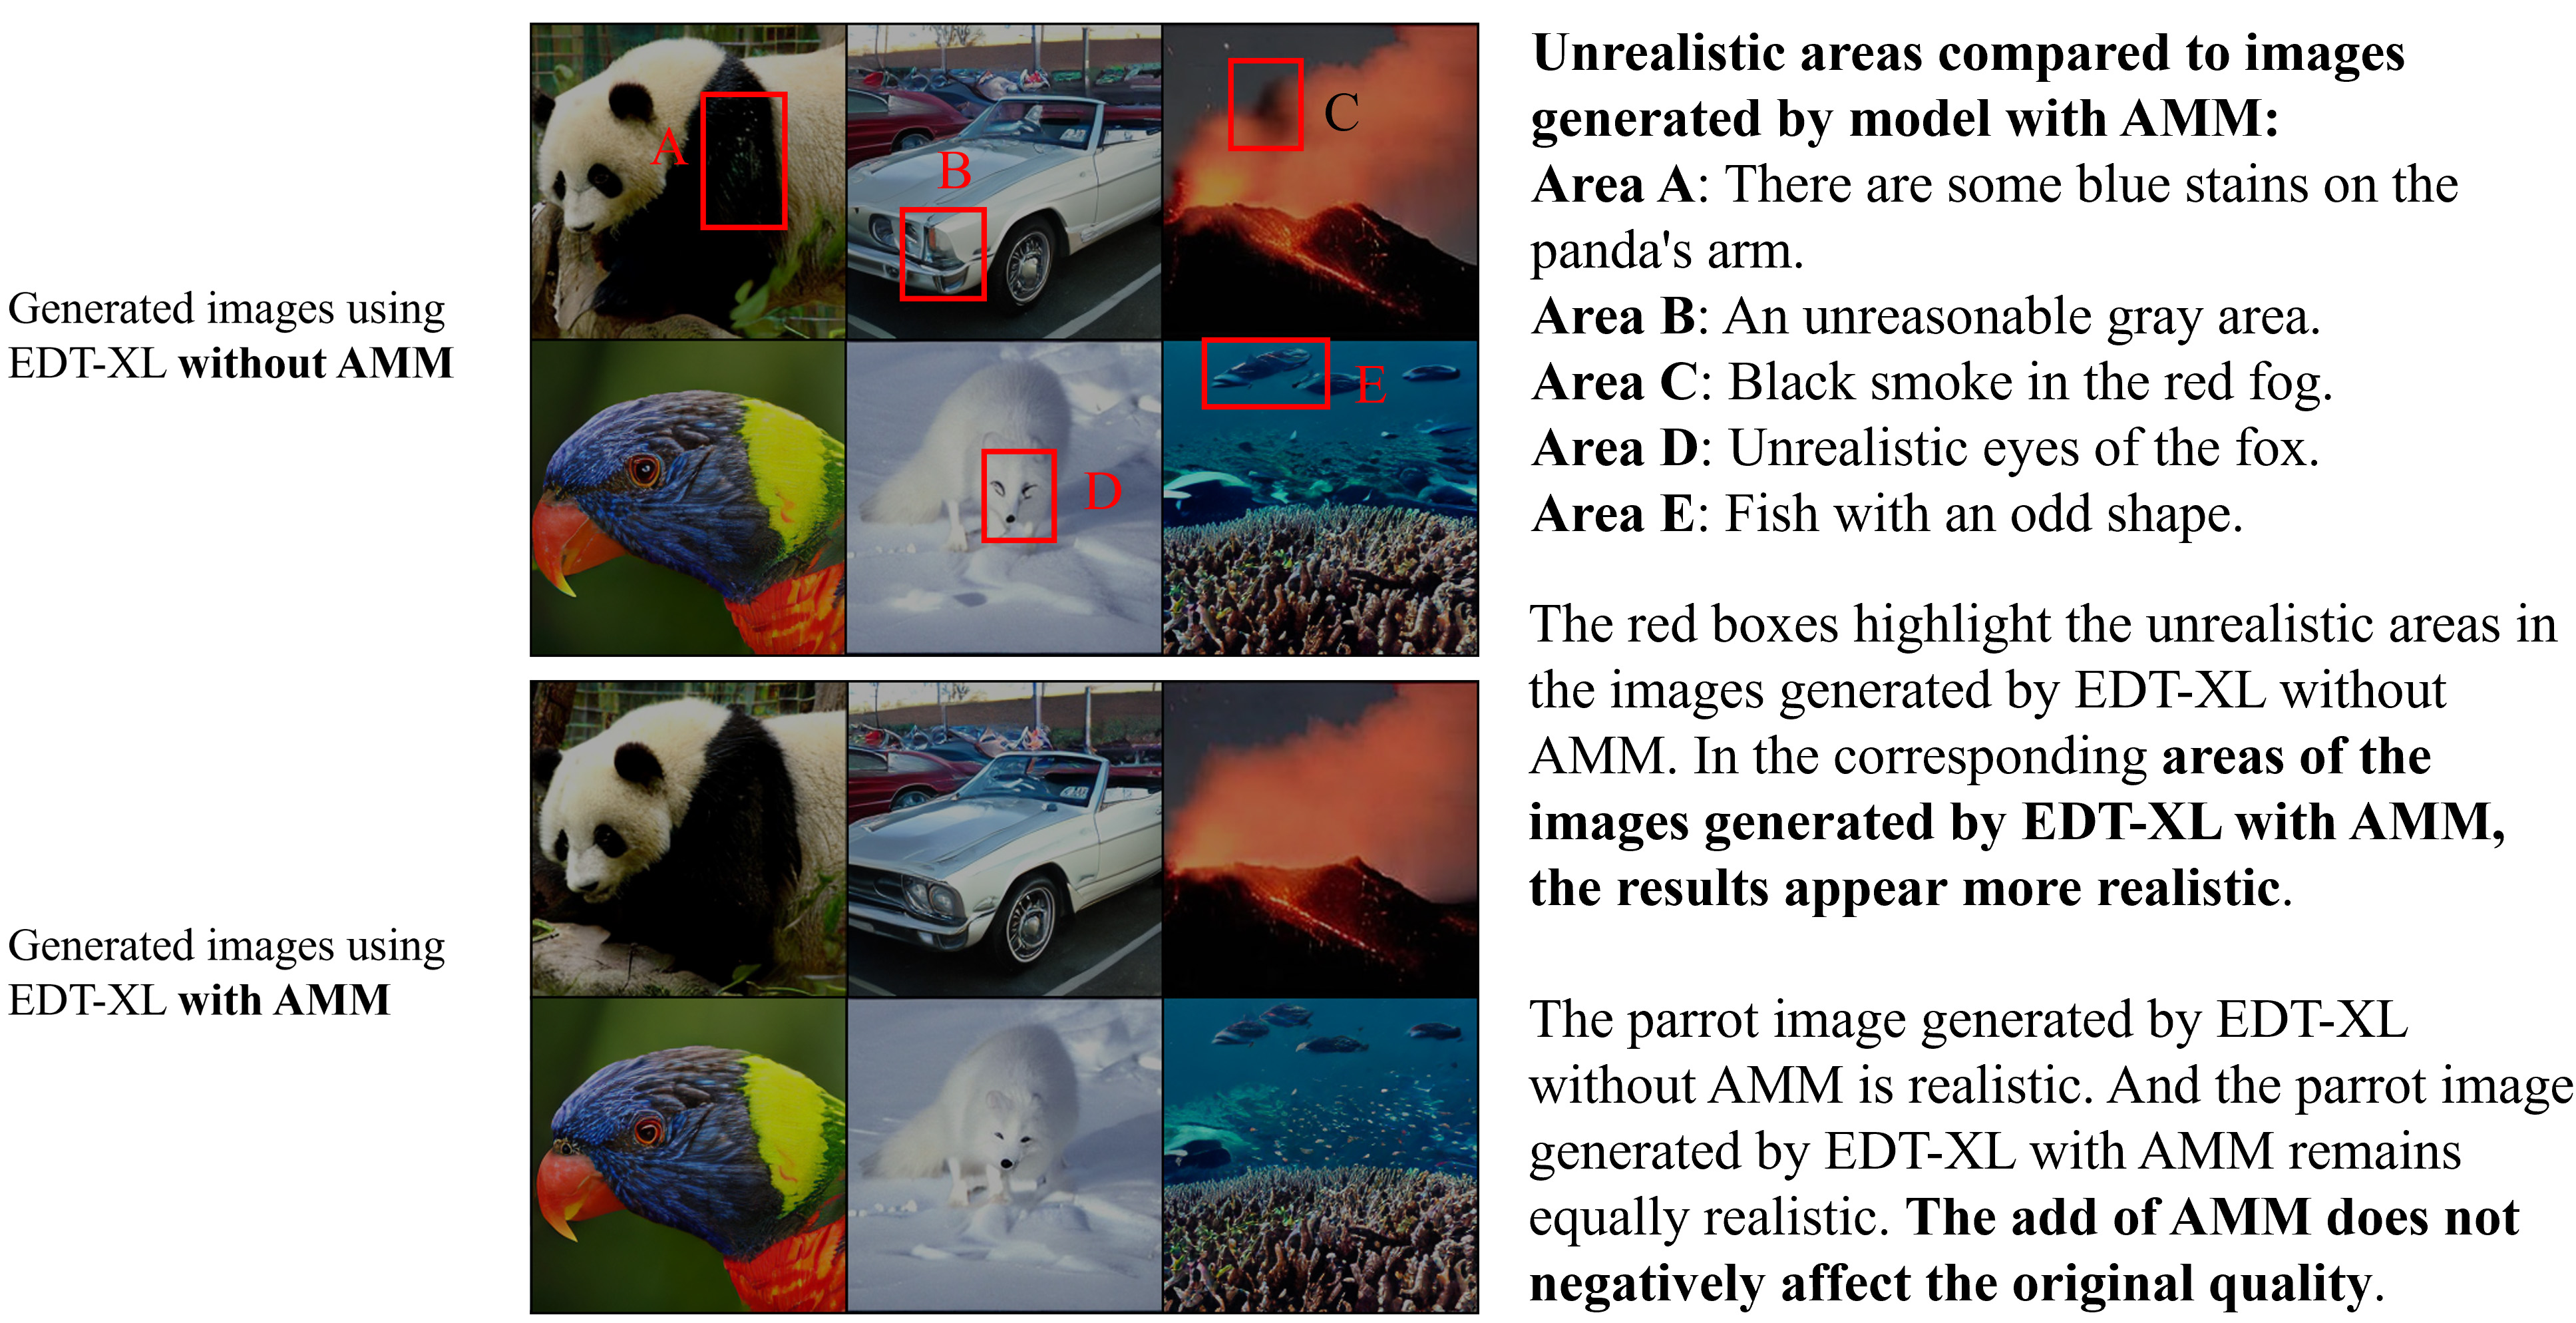 Generated images using
EDT-XL without AMM
A
B
C
D
E
Generated images using
EDT-XL with AMM
Unrealistic areas compared to images
generated by model with AMM:
Area A: There are some blue stains on the
panda's arm.
Area B: An unreasonable gray area.
Area C: Black smoke in the red fog.
Area D: Unrealistic eyes of the fox.
Area E: Fish with an odd shape.
The red boxes highlight the unrealistic areas in
the images generated by EDT-XL without
AMM. In the corresponding areas of the
images generated by EDT-XL with AMM,
the results appear more realistic.
The parrot image generated by EDT-XL
without AMM is realistic. And the parrot image
generated by EDT-XL with AMM remains
equally realistic. The add of AMM does not
negatively affect the original quality.